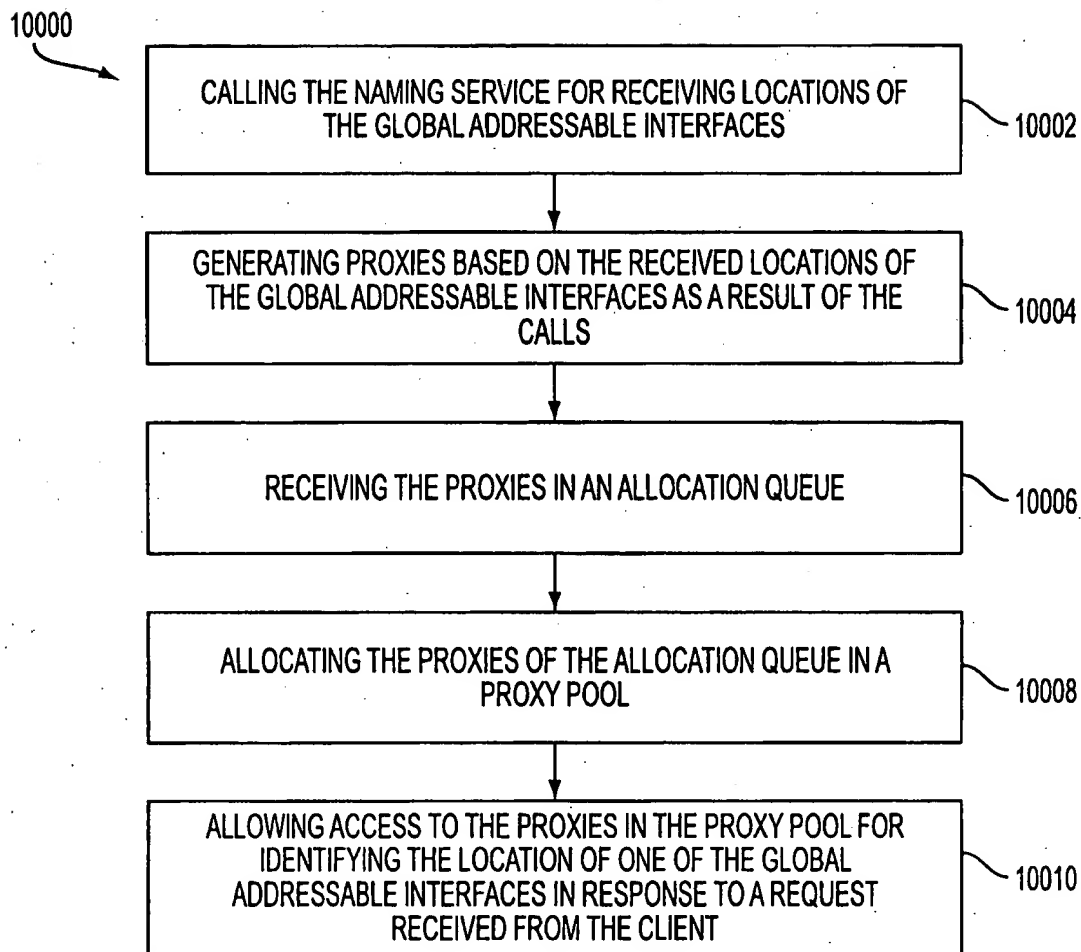 10000
CALLING THE NAMING SERVICE FOR RECEIVING LOCATIONS OF
THE GLOBAL ADDRESSABLE INTERFACES
10002
GENERATING PROXIES BASED ON THE RECEIVED LOCATIONS OF
THE GLOBAL ADDRESSABLE INTERFACES AS A RESULT OF THE
CALLS
10004
RECEIVING THE PROXIES IN AN ALLOCATION QUEUE
10006
ALLOCATING THE PROXIES OF THE ALLOCATION QUEUE IN A
PROXY POOL
10008
ALLOWING ACCESS TO THE PROXIES IN THE PROXY POOL FOR
IDENTIFYING THE LOCATION OF ONE OF THE GLOBAL
ADDRESSABLE INTERFACES IN RESPONSE TO A REQUEST
RECEIVED FROM THE CLIENT
10010